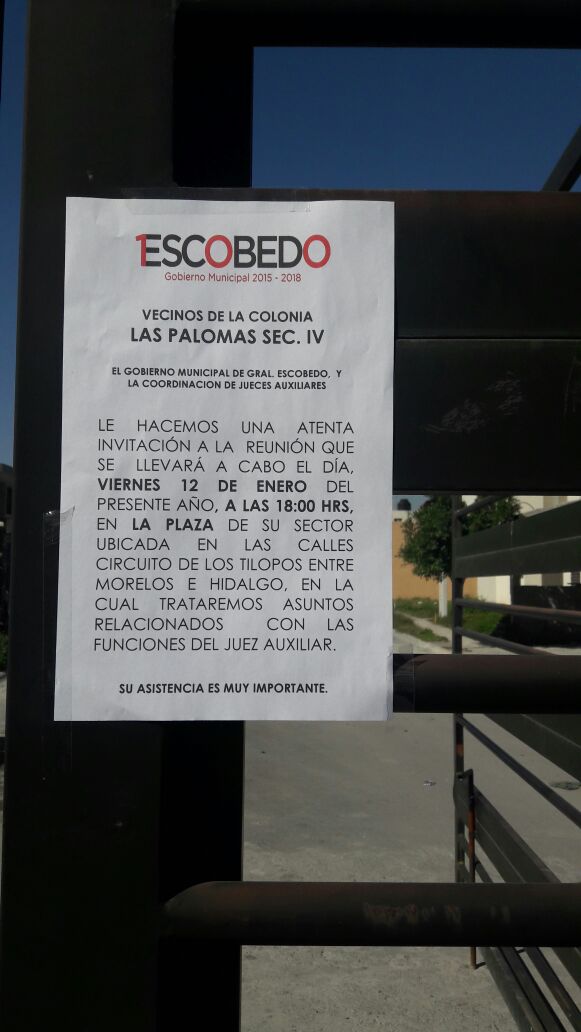 1ESCOBEDO
Gobierno Municipal 2015 - 2018
VECINOS DE LA COLONIA
LAS PALOMAS SEC. IV
EL GOBIERNO MUNICIPAL DE GRAL. ESCOBEDO, Y
LA COORDINACION DE JUECES AUXILIARES
LE HACEMOS UNA ATENTA
INVITACIÓN A LA REUNIÓN QUE
SE LLEVARÁ A CABO EL DÍA,
VIERNES 12 DE ENERO DEL
PRESENTE AÑO, A LAS 18:00 HRS,
EN LA PLAZA DE SU SECTOR
UBICADA EN LAS CALLES
CIRCUITO DE LOS TILOPOS ENTRE
MORELOS E HIDALGO, EN LA
CUAL TRATAREMOS ASUNTOS
RELACIONADOS CON LAS
FUNCIONES DEL JUEZ AUXILIAR.
SU ASISTENCIA ES MUY IMPORTANTE.